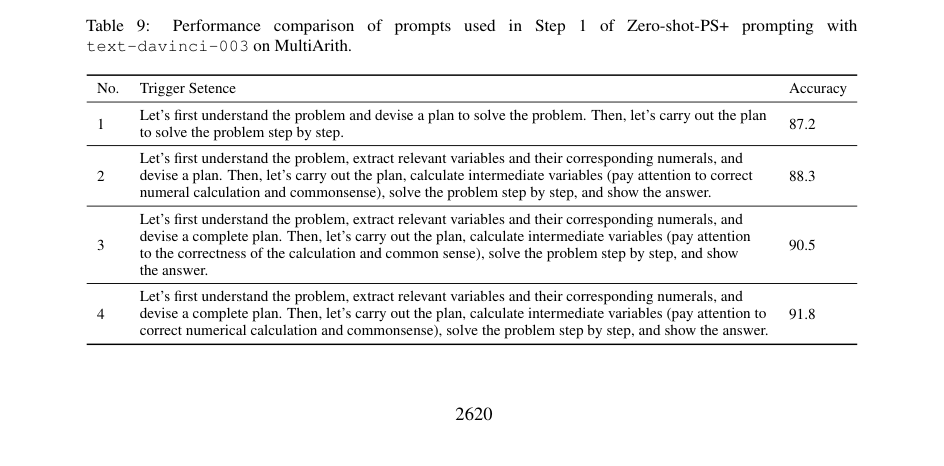 Table 9: Performance comparison of prompts used in Step 1 of Zero-shot-PS+ prompting with
text-davinci-003 on MultiArith.
No. Trigger Setence Accuracy
1 Let's first understand the problem and devise a plan to solve the problem. Then, let's carry out the plan
to solve the problem step by step. 87.2
2 Let's first understand the problem, extract relevant variables and their corresponding numerals, and
devise a plan. Then, let's carry out the plan, calculate intermediate variables (pay attention to correct
numeral calculation and commonsense), solve the problem step by step, and show the answer. 88.3
3 Let's first understand the problem, extract relevant variables and their corresponding numerals, and
devise a complete plan. Then, let's carry out the plan, calculate intermediate variables (pay attention
to the correctness of the calculation and common sense), solve the problem step by step, and show
the answer. 90.5
4 Let's first understand the problem, extract relevant variables and their corresponding numerals, and
devise a complete plan. Then, let's carry out the plan, calculate intermediate variables (pay attention to
correct numerical calculation and commonsense), solve the problem step by step, and show the answer. 91.8
2620